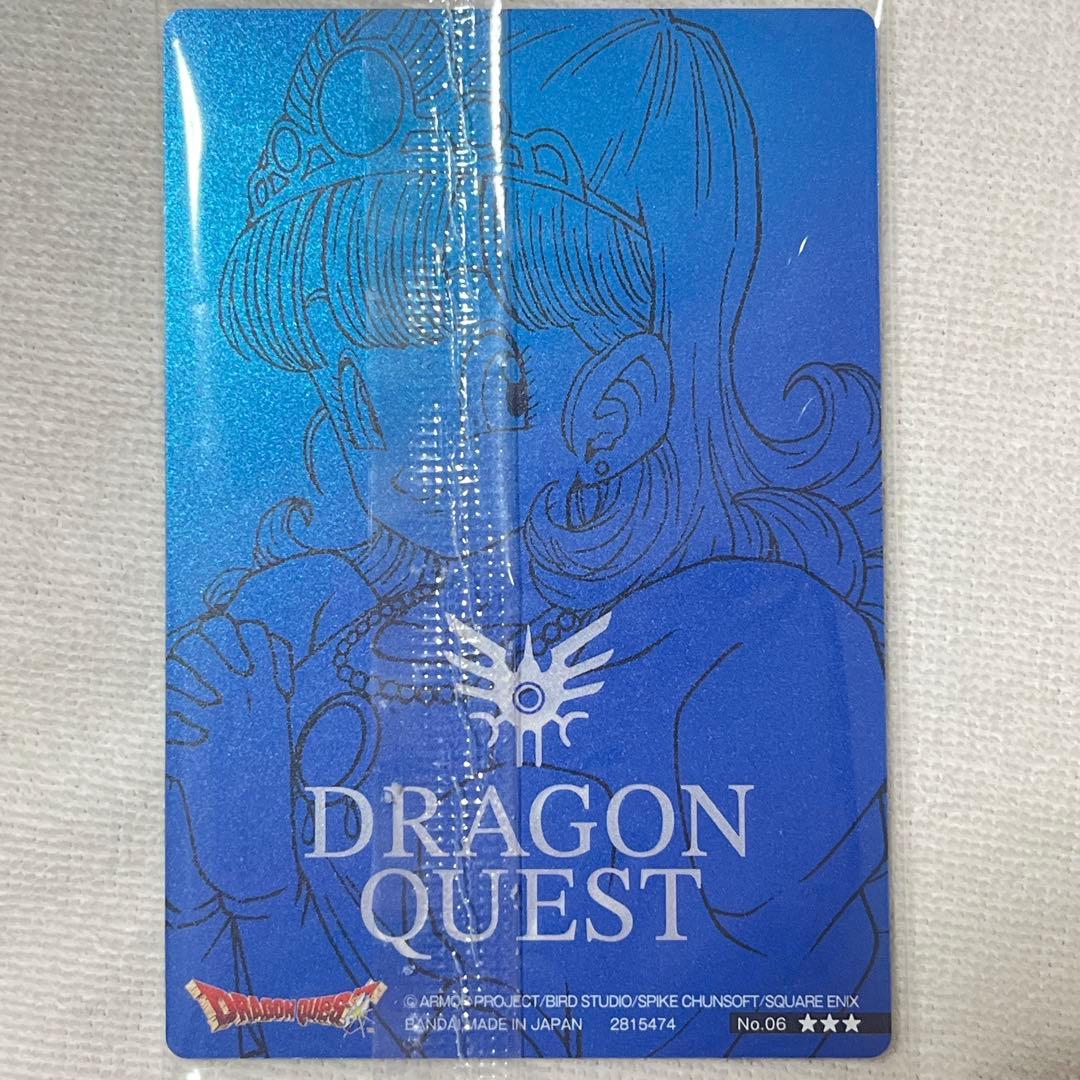 DRAGON
QUEST
DRAGON QUEST
© ARMOR PROJECT/BIRD STUDIO/SPIKE CHUNSOFT/SQUARE ENIX
BANDAI MADE IN JAPAN 2815474
No.06 ★★★